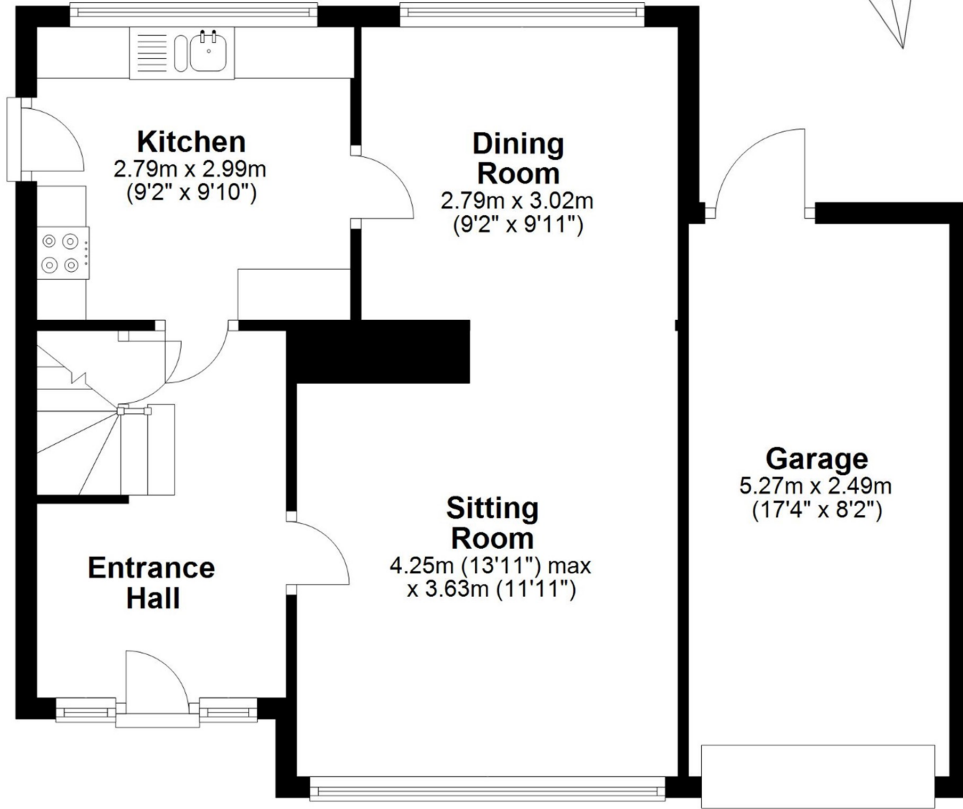 Kitchen
2.79m x 2.99m
(9'2" x 9'10")
Dining
Room
2.79m x 3.02m
(9'2" x 9'11")
Garage
5.27m x 2.49m
(17'4" x 8'2")
Sitting
Room
4.25m (13'11") max
x 3.63m (11'11")
Entrance
Hall